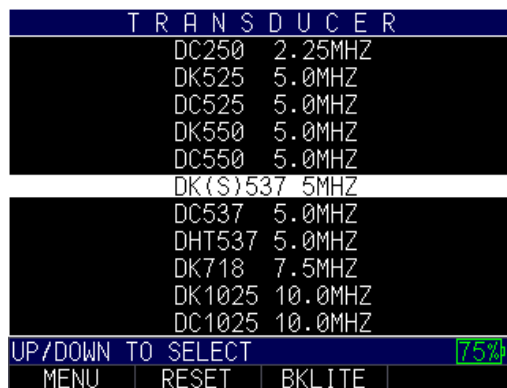 TRANSDUCER
DC250 2.25MHZ
DK525 5.0MHZ
DC525 5.0MHZ
DK550 5.0MHZ
DC550 5.0MHZ
DK(S)537 5MHZ
DC537 5.0MHZ
DHT537 5.0MHZ
DK718 7.5MHZ
DK1025 10.0MHZ
DC1025 10.0MHZ
UP/DOWN TO SELECT 75%
MENU RESET BKLITE